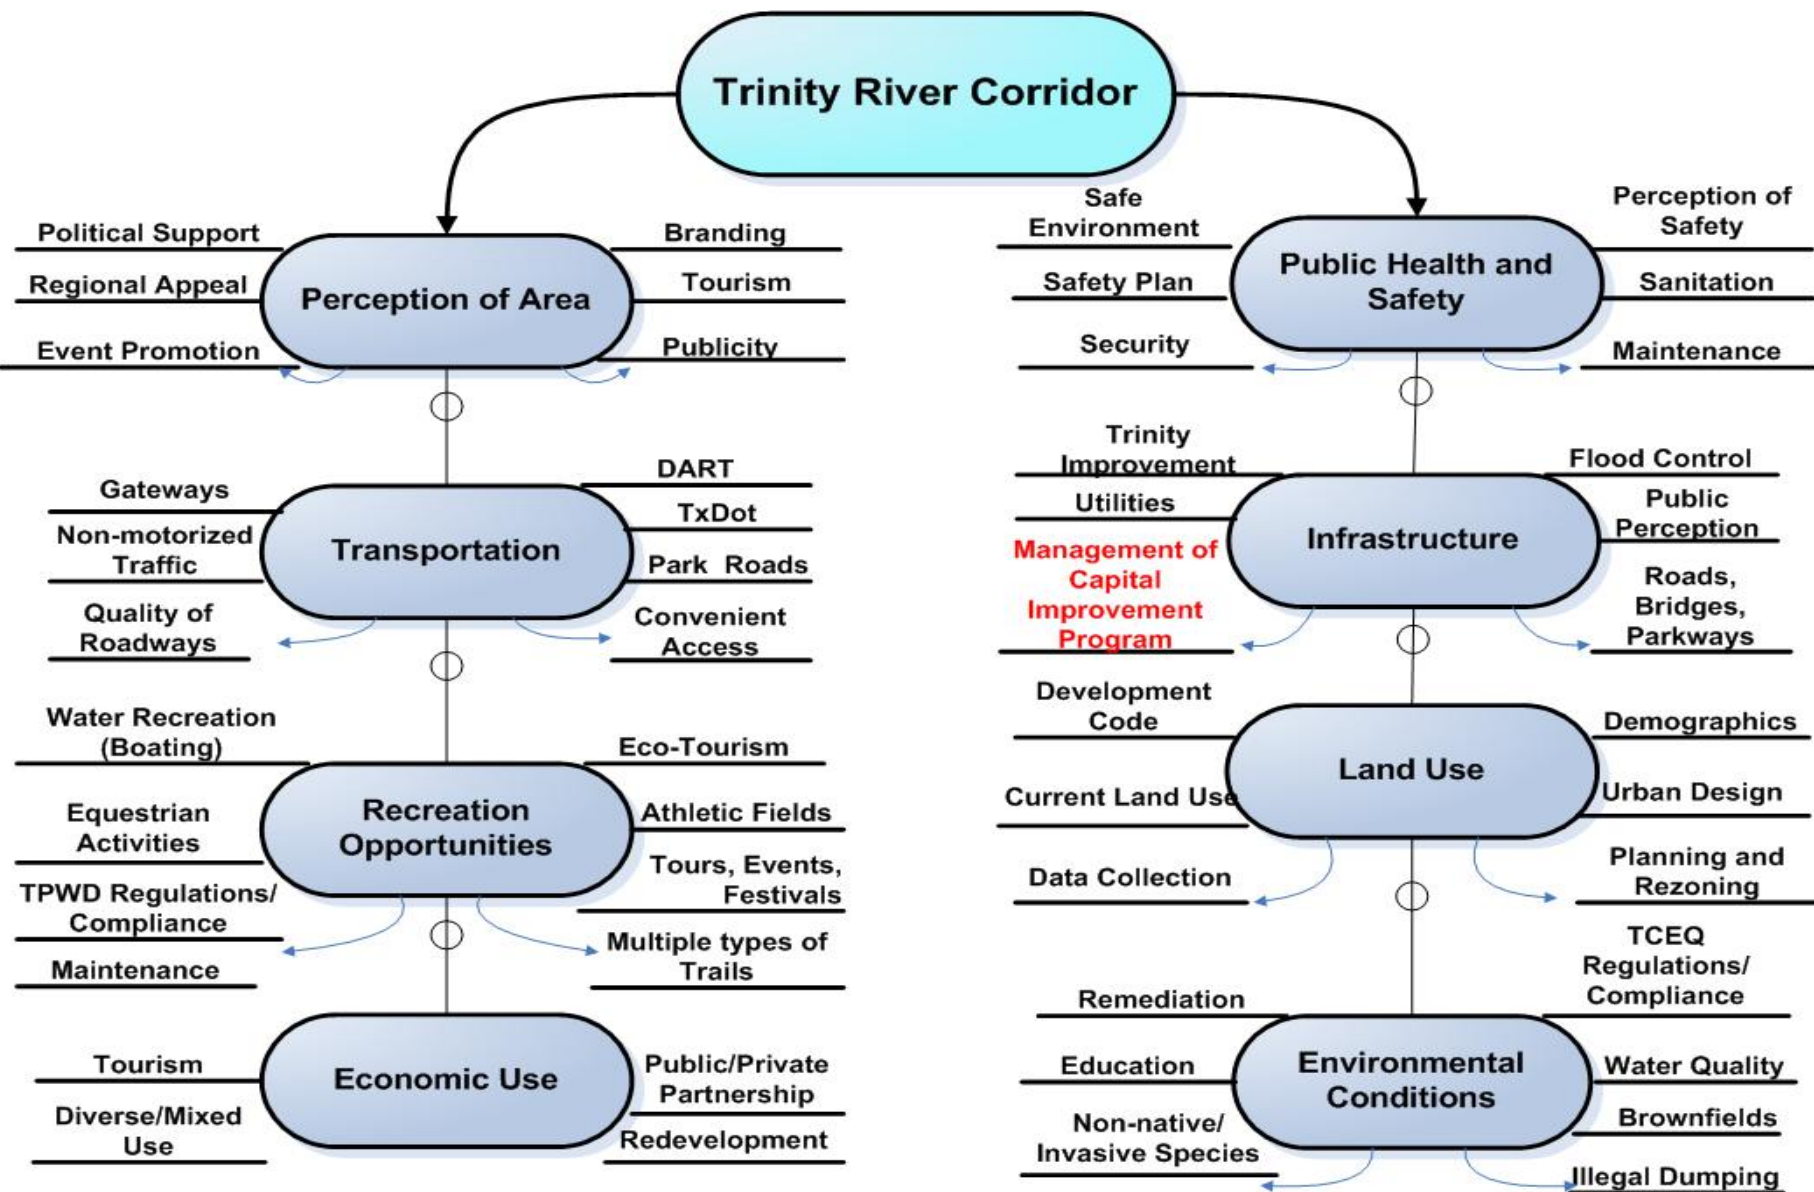 Trinity River Corridor
Political Support
Regional Appeal
Event Promotion
Perception of Area
Branding
Tourism
Publicity
Gateways
Non-motorized
Traffic
Quality of
Roadways
Transportation
DART
TxDot
Park Roads
Convenient
Access
Water Recreation
(Boating)
Equestrian
Activities
TPWD Regulations/
Compliance
Maintenance
Recreation
Opportunities
Eco-Tourism
Athletic Fields
Tours, Events,
Festivals
Multiple types of
Trails
Tourism
Diverse/Mixed
Use
Economic Use
Public/Private
Partnership
Redevelopment
Safe
Environment
Safety Plan
Security
Public Health and
Safety
Perception of
Safety
Sanitation
Maintenance
Trinity
Improvement
Utilities
Management of
Capital
Improvement
Program
Infrastructure
Flood Control
Public
Perception
Roads,
Bridges,
Parkways
Development
Code
Current Land Use
Data Collection
Land Use
Demographics
Urban Design
Planning and
Rezoning
Remediation
Education
Non-native/
Invasive Species
Environmental
Conditions
TCEQ
Regulations/
Compliance
Water Quality
Brownfields
Illegal Dumping